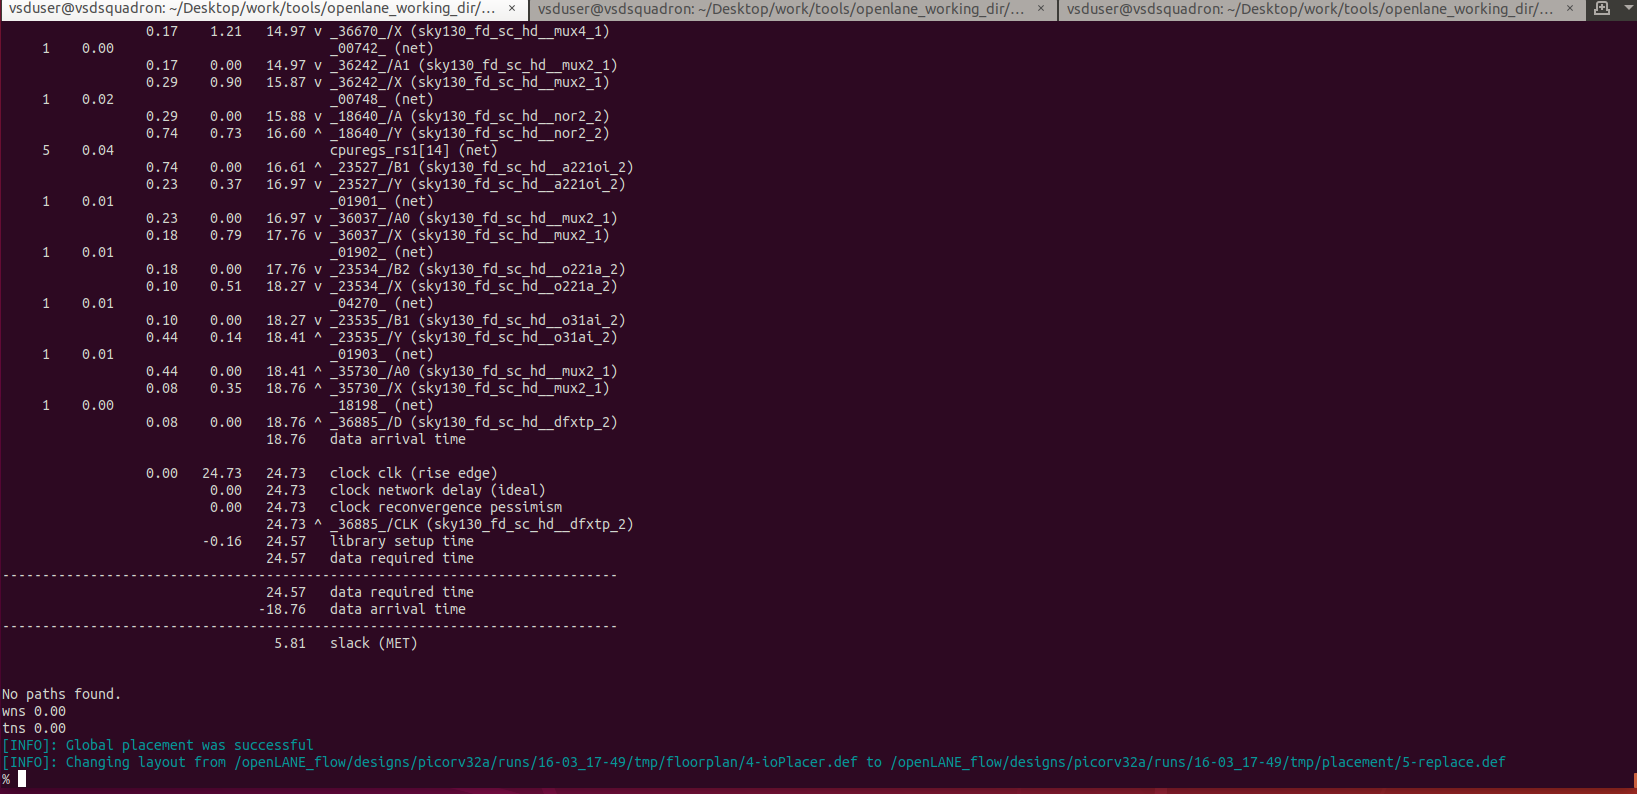 vsduser@vsdsquadron: ~/Desktop/work/tools/openlane_working_dir/... × vsduser@vsdsquadron: ~/Desktop/work/tools/openlane_working_dir/... × vsduser@vsdsquadron: ~/Desktop/work/tools/openlane_working_dir/... ×
0.17 1.21 14.97 v _36670_/X (sky130_fd_sc_hd__mux4_1)
1 0.00 _00742_ (net)
0.17 0.00 14.97 v _36242_/A1 (sky130_fd_sc_hd__mux2_1)
0.29 0.90 15.87 v _36242_/X (sky130_fd_sc_hd__mux2_1)
1 0.02 _00748_ (net)
0.29 0.00 15.88 v _18640_/A (sky130_fd_sc_hd__nor2_2)
0.74 0.73 16.60 ^ _18640_/Y (sky130_fd_sc_hd__nor2_2)
5 0.04 cpuregs_rs1[14] (net)
0.74 0.00 16.61 ^ _23527_/B1 (sky130_fd_sc_hd__a221oi_2)
0.23 0.37 16.97 v _23527_/Y (sky130_fd_sc_hd__a221oi_2)
1 0.01 _01901_ (net)
0.23 0.00 16.97 v _36037_/A0 (sky130_fd_sc_hd__mux2_1)
0.18 0.79 17.76 v _36037_/X (sky130_fd_sc_hd__mux2_1)
1 0.01 _01902_ (net)
0.18 0.00 17.76 v _23534_/B2 (sky130_fd_sc_hd__o221a_2)
0.10 0.51 18.27 v _23534_/X (sky130_fd_sc_hd__o221a_2)
1 0.01 _04270_ (net)
0.10 0.00 18.27 v _23535_/B1 (sky130_fd_sc_hd__o31ai_2)
0.44 0.14 18.41 ^ _23535_/Y (sky130_fd_sc_hd__o31ai_2)
1 0.01 _01903_ (net)
0.44 0.00 18.41 ^ _35730_/A0 (sky130_fd_sc_hd__mux2_1)
0.08 0.35 18.76 ^ _35730_/X (sky130_fd_sc_hd__mux2_1)
1 0.00 _18198_ (net)
0.08 0.00 18.76 ^ _36885_/D (sky130_fd_sc_hd__dfxtp_2)
18.76 data arrival time
0.00 24.73 24.73 clock clk (rise edge)
0.00 24.73 clock network delay (ideal)
0.00 24.73 clock reconvergence pessimism
24.73 ^ _36885_/CLK (sky130_fd_sc_hd__dfxtp_2)
-0.16 24.57 library setup time
24.57 data required time
-----------------------------------------------------------------------------
24.57 data required time
-18.76 data arrival time
-----------------------------------------------------------------------------
5.81 slack (MET)
No paths found.
wns 0.00
tns 0.00
[INFO]: Global placement was successful
[INFO]: Changing layout from /openLANE_flow/designs/picorv32a/runs/16-03_17-49/tmp/floorplan/4-ioPlacer.def to /openLANE_flow/designs/picorv32a/runs/16-03_17-49/tmp/placement/5-replace.def
%